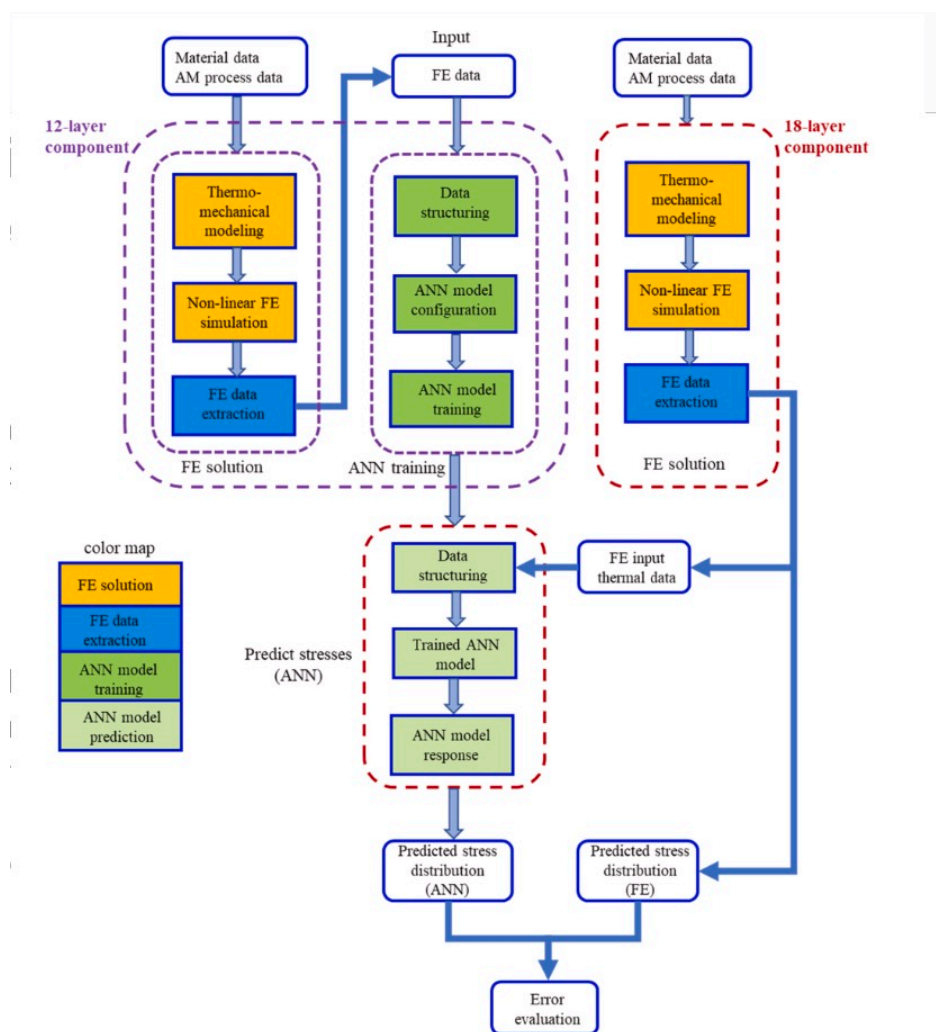 Input
Material data
AM process data
FE data
Material data
AM process data
12-layer
component
18-layer
component
Thermo-
mechanical
modeling
Non-linear FE
simulation
FE data
extraction
FE solution
Data
structuring
ANN model
configuration
ANN model
training
ANN training
Thermo-
mechanical
modeling
Non-linear FE
simulation
FE data
extraction
FE solution
color map
FE solution
FE data
extraction
ANN model
training
ANN model
prediction
Predict stresses
(ANN)
Data
structuring
Trained ANN
model
ANN model
response
FE input
thermal data
Predicted stress
distribution
(ANN)
Predicted stress
distribution
(FE)
Error
evaluation